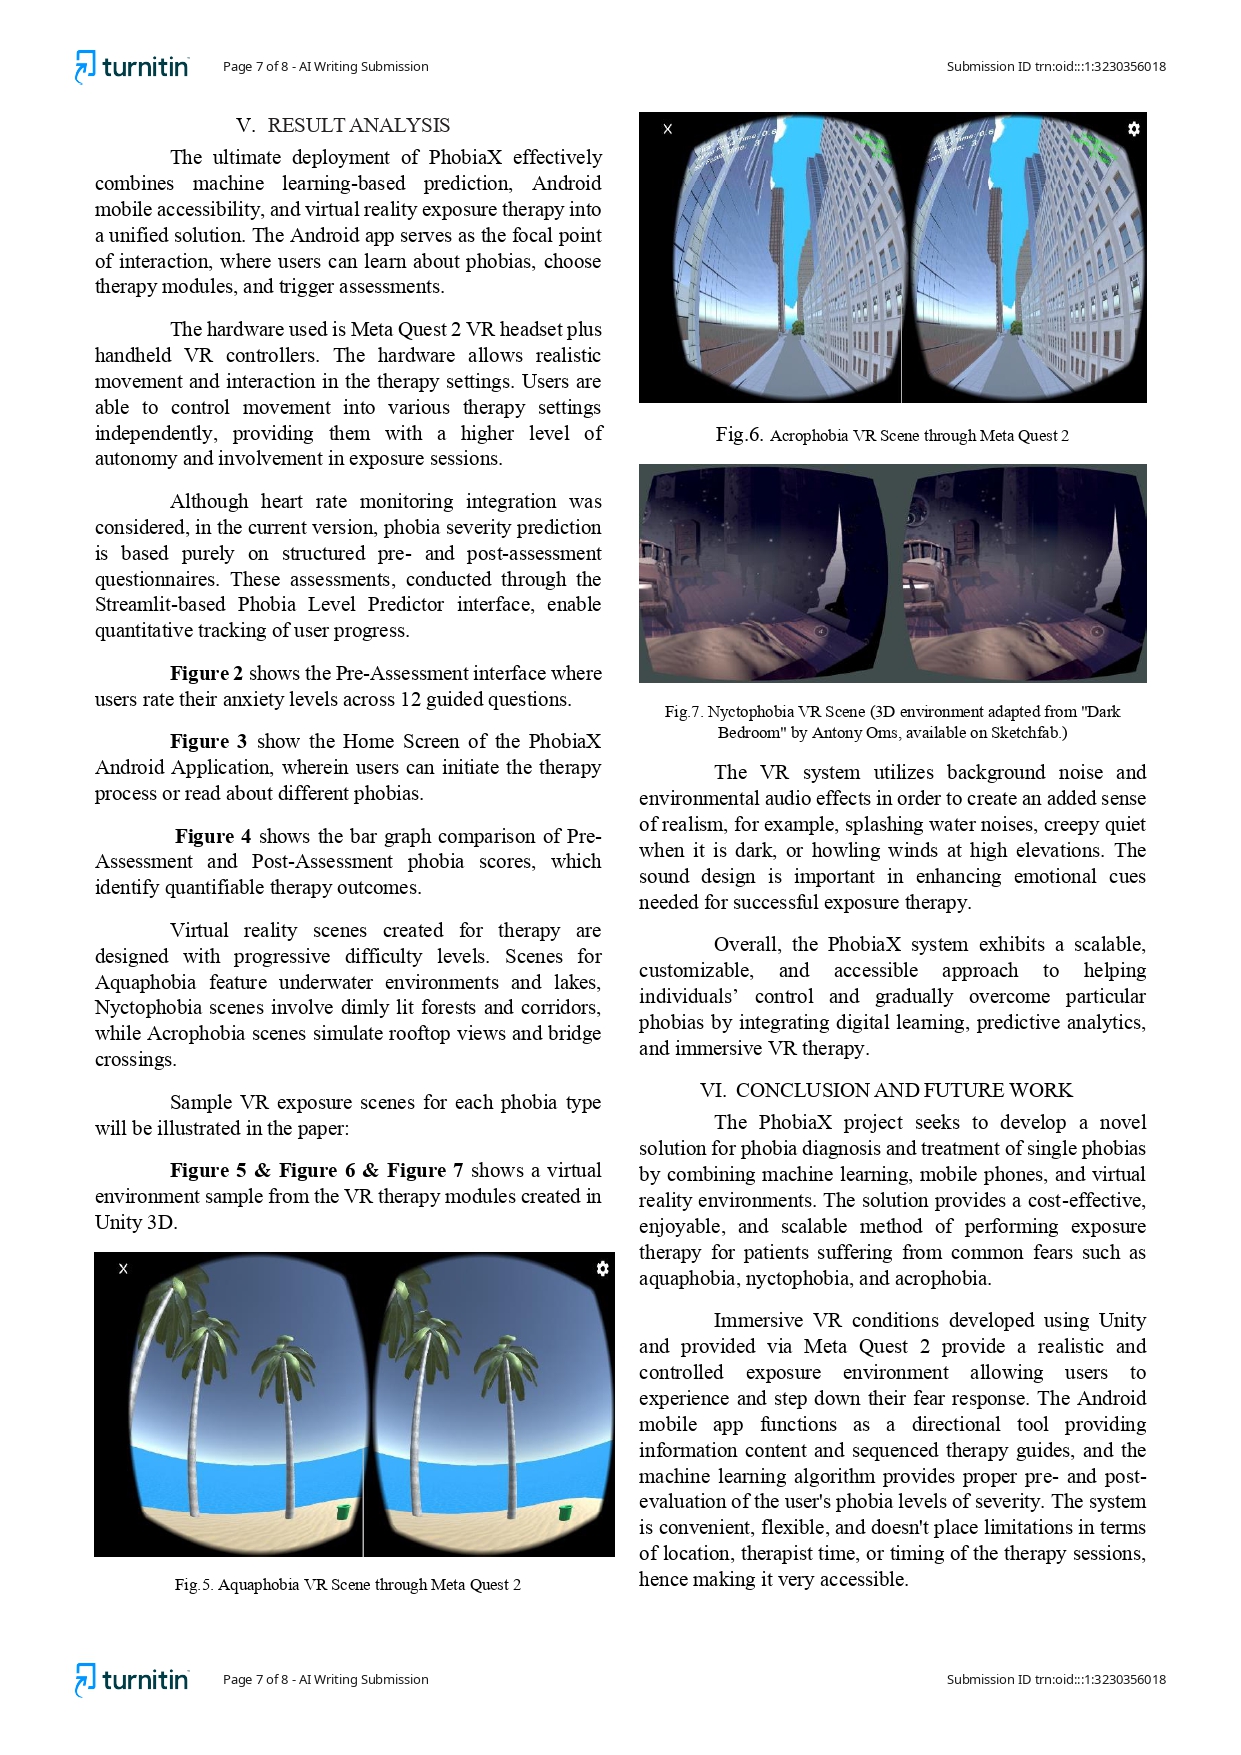 turnitin
Page 7 of 8 - AI Writing Submission
Submission ID trn:oid:::1:3230356018
V. RESULT ANALYSIS
The ultimate deployment of PhobiaX effectively
combines machine learning-based prediction, Android
mobile accessibility, and virtual reality exposure therapy into
a unified solution. The Android app serves as the focal point
of interaction, where users can learn about phobias, choose
therapy modules, and trigger assessments.
The hardware used is Meta Quest 2 VR headset plus
handheld VR controllers. The hardware allows realistic
movement and interaction in the therapy settings. Users are
able to control movement into various therapy settings
independently, providing them with a higher level of
autonomy and involvement in exposure sessions.
Although heart rate monitoring integration was
considered, in the current version, phobia severity prediction
is based purely on structured pre- and post-assessment
questionnaires. These assessments, conducted through the
Streamlit-based Phobia Level Predictor interface, enable
quantitative tracking of user progress.
Figure 2 shows the Pre-Assessment interface where
users rate their anxiety levels across 12 guided questions.
Figure 3 show the Home Screen of the PhobiaX
Android Application, wherein users can initiate the therapy
process or read about different phobias.
Figure 4 shows the bar graph comparison of Pre-
Assessment and Post-Assessment phobia scores, which
identify quantifiable therapy outcomes.
Virtual reality scenes created for therapy are
designed with progressive difficulty levels. Scenes for
Aquaphobia feature underwater environments and lakes,
Nyctophobia scenes involve dimly lit forests and corridors,
while Acrophobia scenes simulate rooftop views and bridge
crossings.
Sample VR exposure scenes for each phobia type
will be illustrated in the paper:
Figure 5 & Figure 6 & Figure 7 shows a virtual
environment sample from the VR therapy modules created in
Unity 3D.
X
Fig.5. Aquaphobia VR Scene through Meta Quest 2
X
Fig.6. Acrophobia VR Scene through Meta Quest 2
Fig.7. Nyctophobia VR Scene (3D environment adapted from "Dark
Bedroom" by Antony Oms, available on Sketchfab.)
The VR system utilizes background noise and
environmental audio effects in order to create an added sense
of realism, for example, splashing water noises, creepy quiet
when it is dark, or howling winds at high elevations. The
sound design is important in enhancing emotional cues
needed for successful exposure therapy.
Overall, the PhobiaX system exhibits a scalable,
customizable, and accessible approach to helping
individuals’ control and gradually overcome particular
phobias by integrating digital learning, predictive analytics,
and immersive VR therapy.
VI. CONCLUSION AND FUTURE WORK
The PhobiaX project seeks to develop a novel
solution for phobia diagnosis and treatment of single phobias
by combining machine learning, mobile phones, and virtual
reality environments. The solution provides a cost-effective,
enjoyable, and scalable method of performing exposure
therapy for patients suffering from common fears such as
aquaphobia, nyctophobia, and acrophobia.
Immersive VR conditions developed using Unity
and provided via Meta Quest 2 provide a realistic and
controlled exposure environment allowing users to
experience and step down their fear response. The Android
mobile app functions as a directional tool providing
information content and sequenced therapy guides, and the
machine learning algorithm provides proper pre- and post-
evaluation of the user's phobia levels of severity. The system
is convenient, flexible, and doesn't place limitations in terms
of location, therapist time, or timing of the therapy sessions,
hence making it very accessible.
turnitin
Page 7 of 8 - AI Writing Submission
Submission ID trn:oid:::1:3230356018